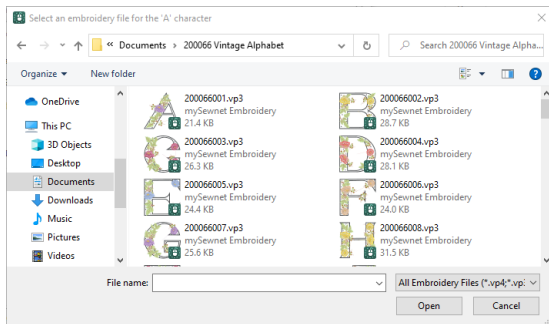 Select an embroidery file for the 'A' character
« Documents > 200066 Vintage Alphabet
Search 200066 Vintage Alpha...
Organize New folder
OneDrive
This PC
3D Objects
Desktop
Documents
Downloads
Music
Pictures
Videos
200066001.vp3
mySewnet Embroidery
21.4 KB
200066002.vp3
mySewnet Embroidery
28.7 KB
200066003.vp3
mySewnet Embroidery
26.3 KB
200066004.vp3
mySewnet Embroidery
28.1 KB
200066005.vp3
mySewnet Embroidery
24.4 KB
200066006.vp3
mySewnet Embroidery
24.0 KB
200066007.vp3
mySewnet Embroidery
25.6 KB
200066008.vp3
mySewnet Embroidery
31.5 KB
File name:
All Embroidery Files (*.vp4;*.vp:
Open Cancel